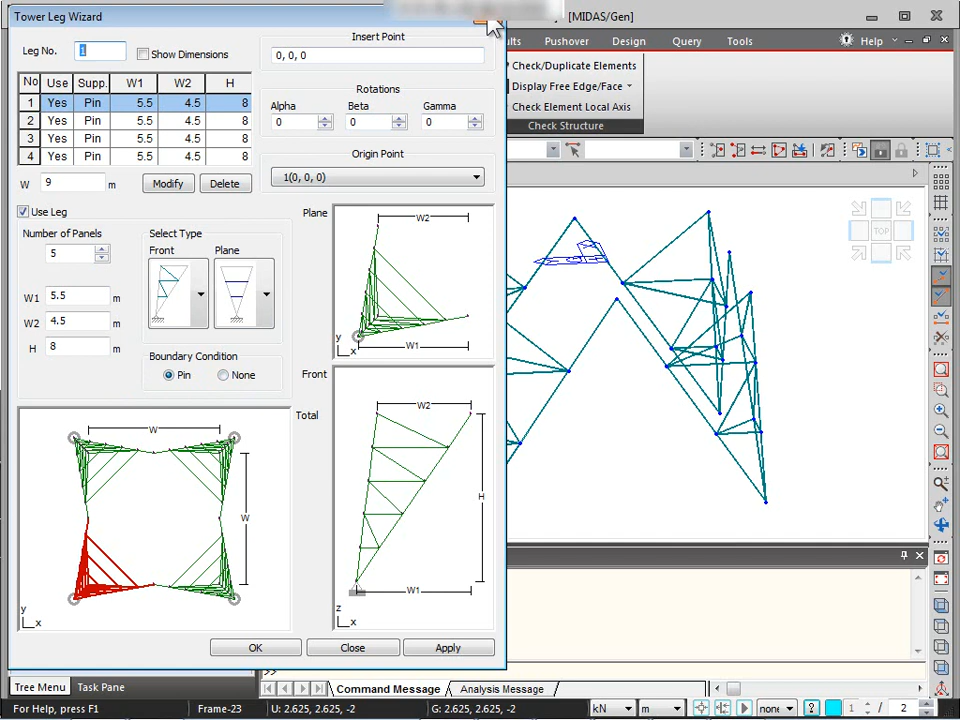 Tower Leg Wizard
[MIDAS/Gen]
Leg No. 1
Show Dimensions
Insert Point
0, 0, 0
Pushover Design Query Tools Help
Check/Duplicate Elements
Display Free Edge/Face
Check Element Local Axis
Check Structure
No Use Supp. W1 W2 H
1 Yes Pin 5.5 4.5 8
2 Yes Pin 5.5 4.5 8
3 Yes Pin 5.5 4.5 8
4 Yes Pin 5.5 4.5 8
Rotations
Alpha Beta Gamma
0 0 0
Origin Point
1(0, 0, 0)
W 9 m
Modify Delete
Use Leg
Number of Panels
5
Select Type
Front Plane
W1 5.5 m
W2 4.5 m
H 8 m
Boundary Condition
Pin None
Plane
W2
W1
y
x
TOP
Front
W2
H
W1
z
x
Total
W
W
y
x
OK Close Apply
>>
Tree Menu Task Pane
Command Message Analysis Message
For Help, press F1 Frame-23 U: 2.625, 2.625, -2 G: 2.625, 2.625, -2 kN m none 1 / 2